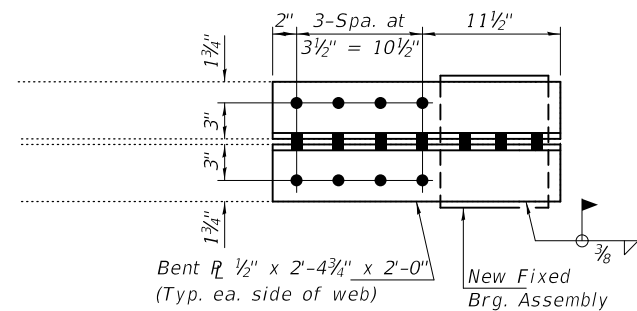 2" 3-Spa. at 11½"
3½" = 10½"
1¾"
3"
3"
1¾"
⅜
Bent ⅊ ½" x 2'-4¾" x 2'-0"
(Typ. ea. side of web)
New Fixed
Brg. Assembly